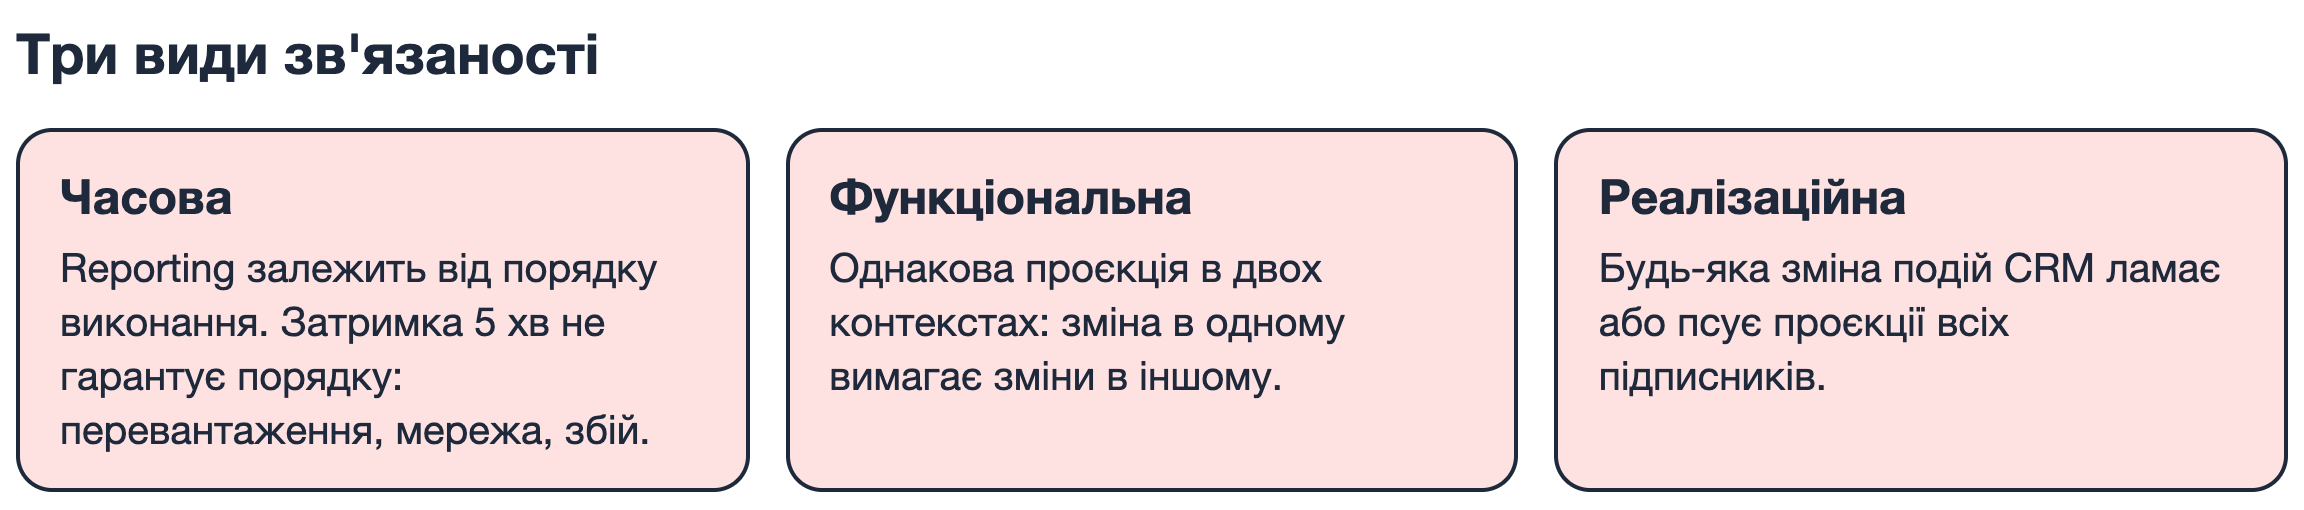 Три види зв'язаності
Часова
Reporting залежить від порядку
виконання. Затримка 5 хв не
гарантує порядку:
перевантаження, мережа, збій.
Функціональна
Однакова проєкція в двох
контекстах: зміна в одному
вимагає зміни в іншому.
Реалізаційна
Будь-яка зміна подій CRM ламає
або псує проєкції всіх
підписників.